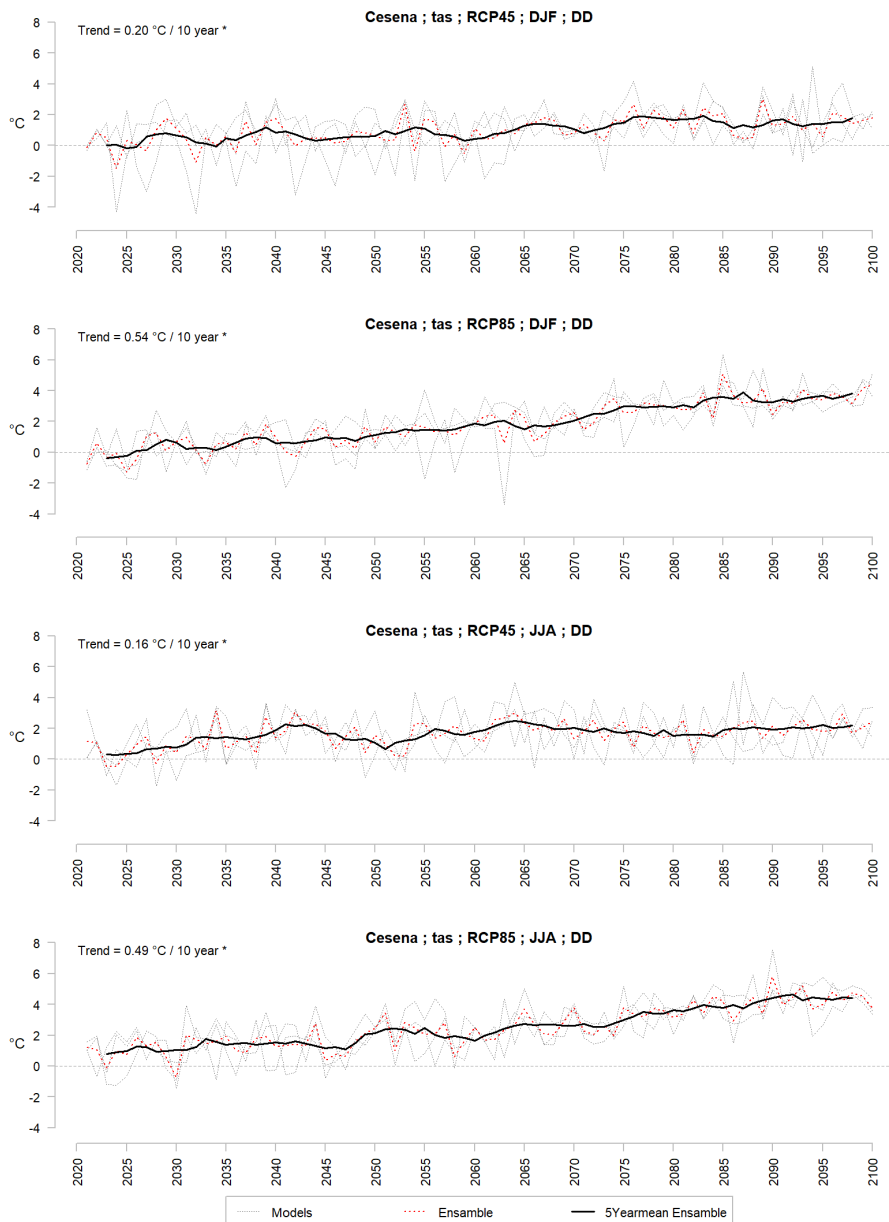 Cesena ; tas ; RCP45 ; DJF ; DD
Trend = 0.20 °C / 10 year *
8
6
4
2
0
-2
-4
°C
2020 2025 2030 2035 2040 2045 2050 2055 2060 2065 2070 2075 2080 2085 2090 2095 2100
Cesena ; tas ; RCP85 ; DJF ; DD
Trend = 0.54 °C / 10 year *
8
6
4
2
0
-2
-4
°C
2020 2025 2030 2035 2040 2045 2050 2055 2060 2065 2070 2075 2080 2085 2090 2095 2100
Cesena ; tas ; RCP45 ; JJA ; DD
Trend = 0.16 °C / 10 year *
8
6
4
2
0
-2
-4
°C
2020 2025 2030 2035 2040 2045 2050 2055 2060 2065 2070 2075 2080 2085 2090 2095 2100
Cesena ; tas ; RCP85 ; JJA ; DD
Trend = 0.49 °C / 10 year *
8
6
4
2
0
-2
-4
°C
2020 2025 2030 2035 2040 2045 2050 2055 2060 2065 2070 2075 2080 2085 2090 2095 2100
Models Ensamble 5Yearmean Ensamble